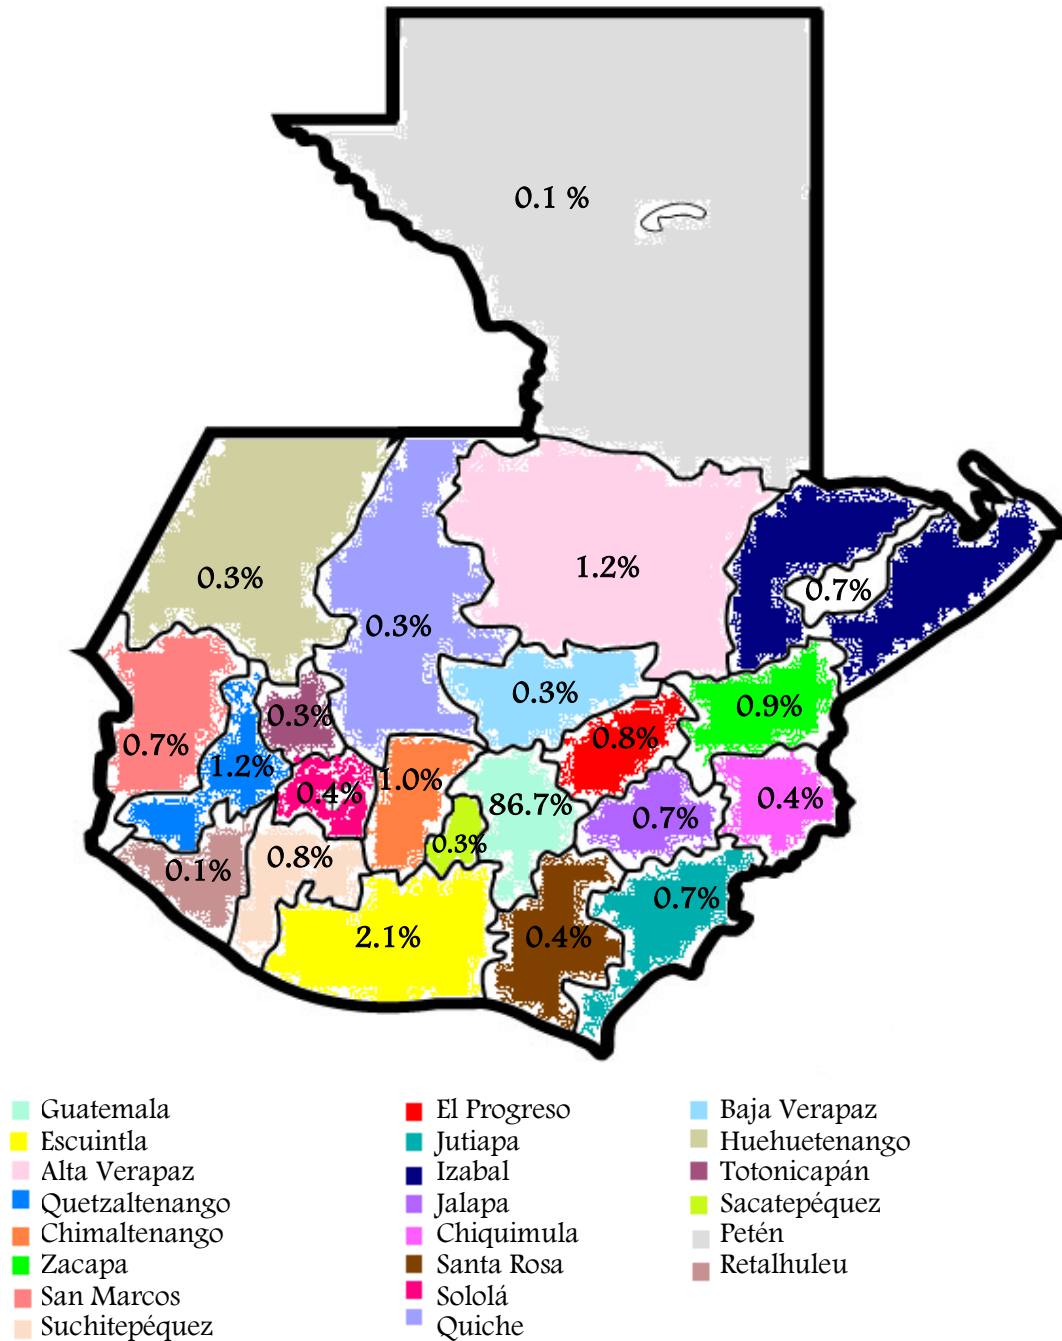 0.1 %
1.2%
0.3%
0.7%
0.3%
0.3%
0.9%
0.3%
0.8%
0.7%
1.2%
1.0%
0.4%
0.4%
86.7%
0.7%
0.3%
0.8%
0.1%
0.7%
2.1%
0.4%
Guatemala
Escuintla
Alta Verapaz
Quetzaltenango
Chimaltenango
Zacapa
San Marcos
Suchitepéquez
El Progreso
Jutiapa
Izabal
Jalapa
Chiquimula
Santa Rosa
Sololá
Quiche
Baja Verapaz
Huehuetenango
Totonicapán
Sacatepéquez
Petén
Retalhuleu